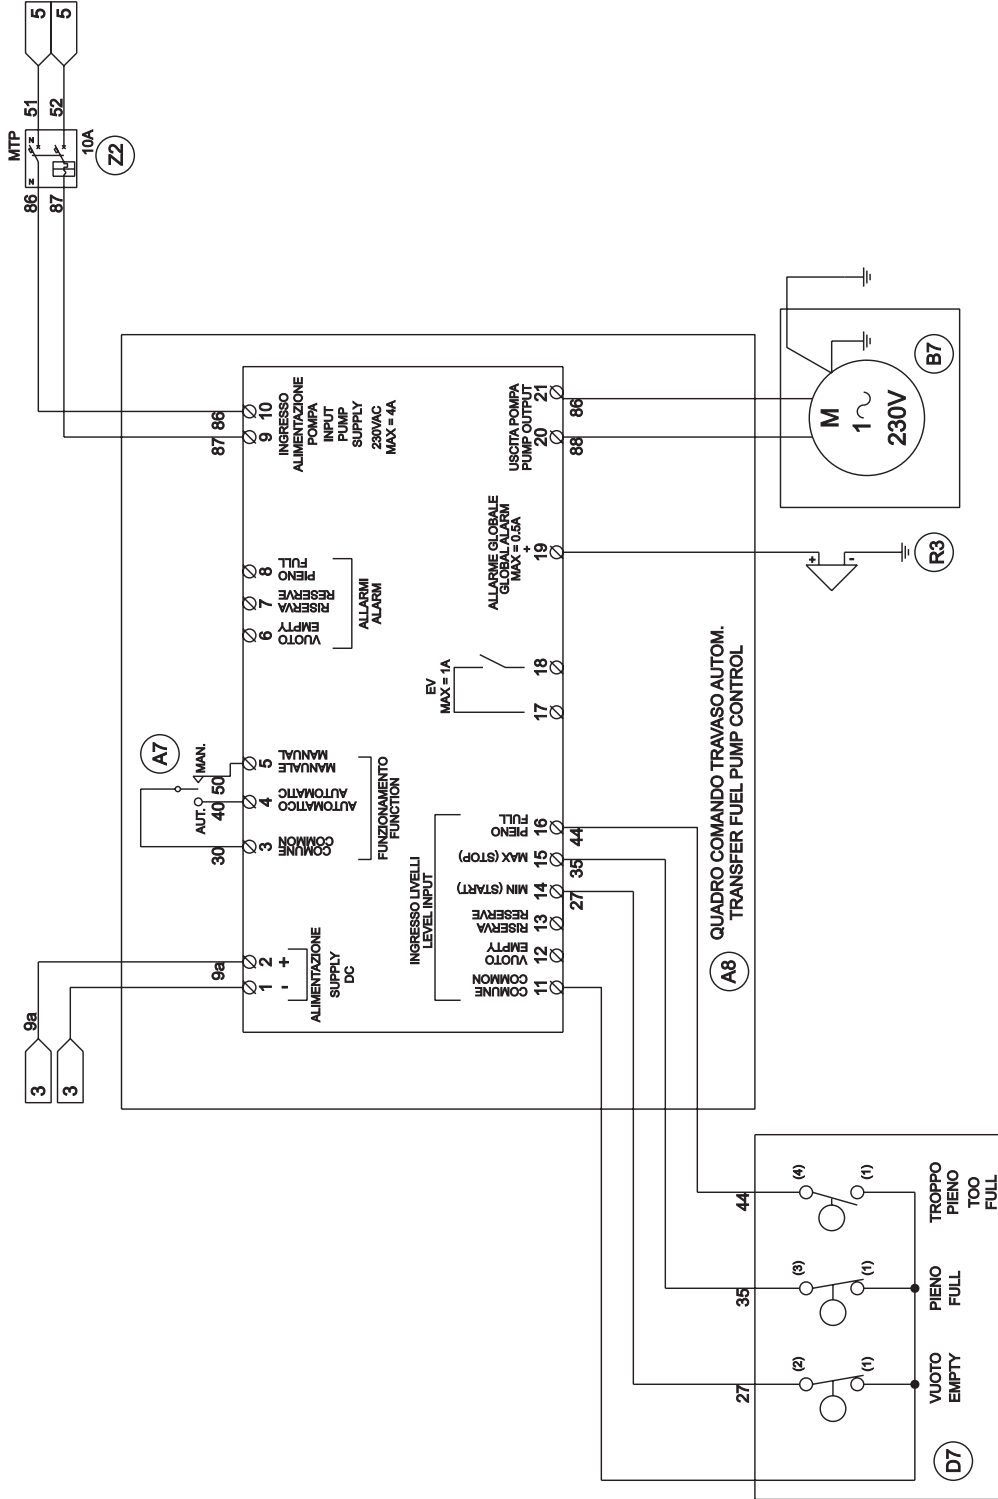 3
9a
3
5
5
51
52
MTP
N
N
10A
Z2
86
87
A7
MAN.
AUT.
30
40
50
9a
87
86
1
2
3
4
5
6
7
8
9
10
-
+
ALIMENTAZIONE
SUPPLY
DC
COMUNE
COMMON
AUTOMATICO
AUTOMATIC
MANUALE
MANUAL
FUNZIONAMENTO
FUNCTION
VUOTO
EMPTY
RISERVA
RESERVE
PIENO
FULL
ALLARMI
ALARM
INGRESSO
ALIMENTAZIONE
POMPA
INPUT
PUMP
SUPPLY
230VAC
MAX = 4A
INGRESSO LIVELLI
LEVEL INPUT
COMUNE
COMMON
VUOTO
EMPTY
RISERVA
RESERVE
MIN (START)
MAX (STOP)
PIENO
FULL
EV
MAX = 1A
ALLARME GLOBALE
GLOBAL ALARM
MAX = 0.5A
+
USCITA POMPA
PUMP OUTPUT
11
12
13
14
15
16
17
18
19
20
21
27
35
44
88
86
A8
QUADRO COMANDO TRAVASO AUTOM.
TRANSFER FUEL PUMP CONTROL
+
-
R3
M
1
230V
B7
27
35
44
(2)
(3)
(4)
(1)
(1)
(1)
D7
VUOTO
EMPTY
PIENO
FULL
TROPPO
PIENO
TOO
FULL